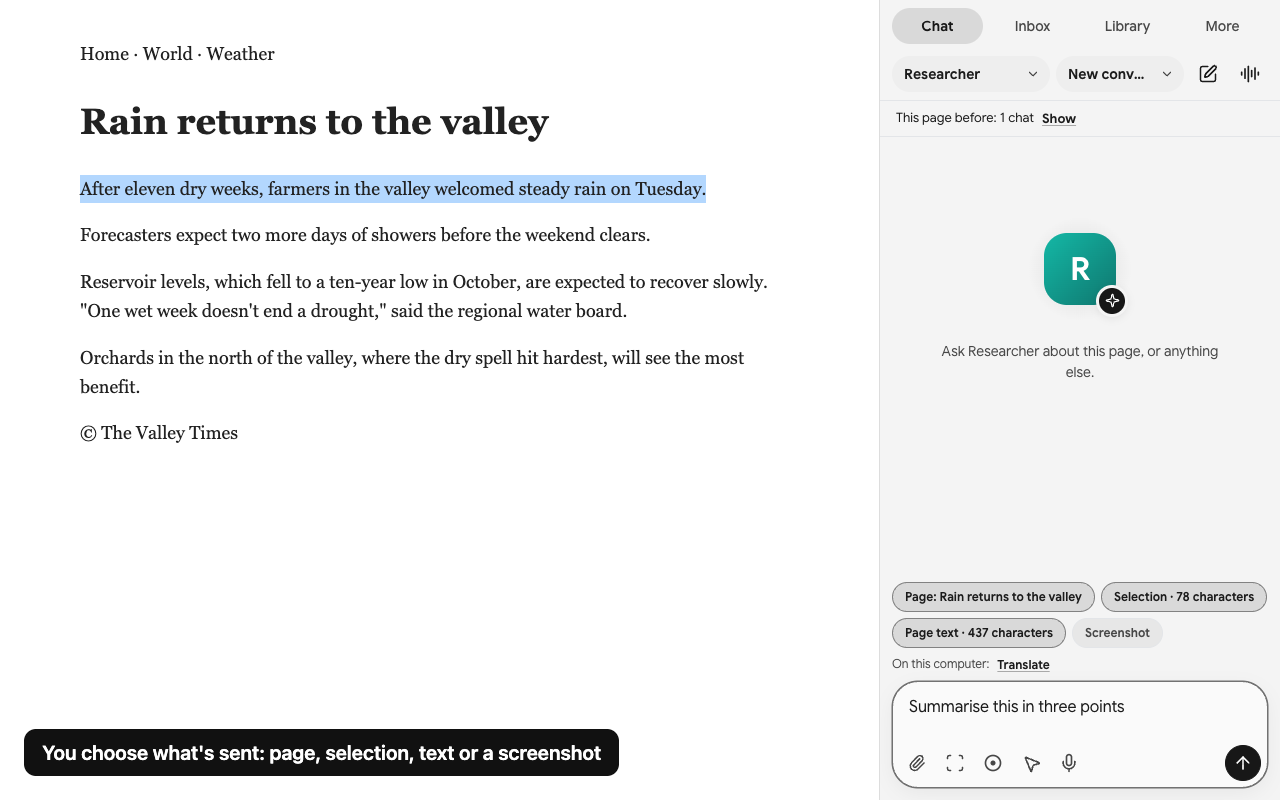 Home · World · Weather
Rain returns to the valley
After eleven dry weeks, farmers in the valley welcomed steady rain on Tuesday.
Forecasters expect two more days of showers before the weekend clears.
Reservoir levels, which fell to a ten-year low in October, are expected to recover slowly.
"One wet week doesn't end a drought," said the regional water board.
Orchards in the north of the valley, where the dry spell hit hardest, will see the most
benefit.
© The Valley Times
You choose what's sent: page, selection, text or a screenshot
Chat Inbox Library More
Researcher New conv...
This page before: 1 chat Show
R
Ask Researcher about this page, or anything
else.
Page: Rain returns to the valley Selection · 78 characters
Page text · 437 characters Screenshot
On this computer: Translate
Summarise this in three points